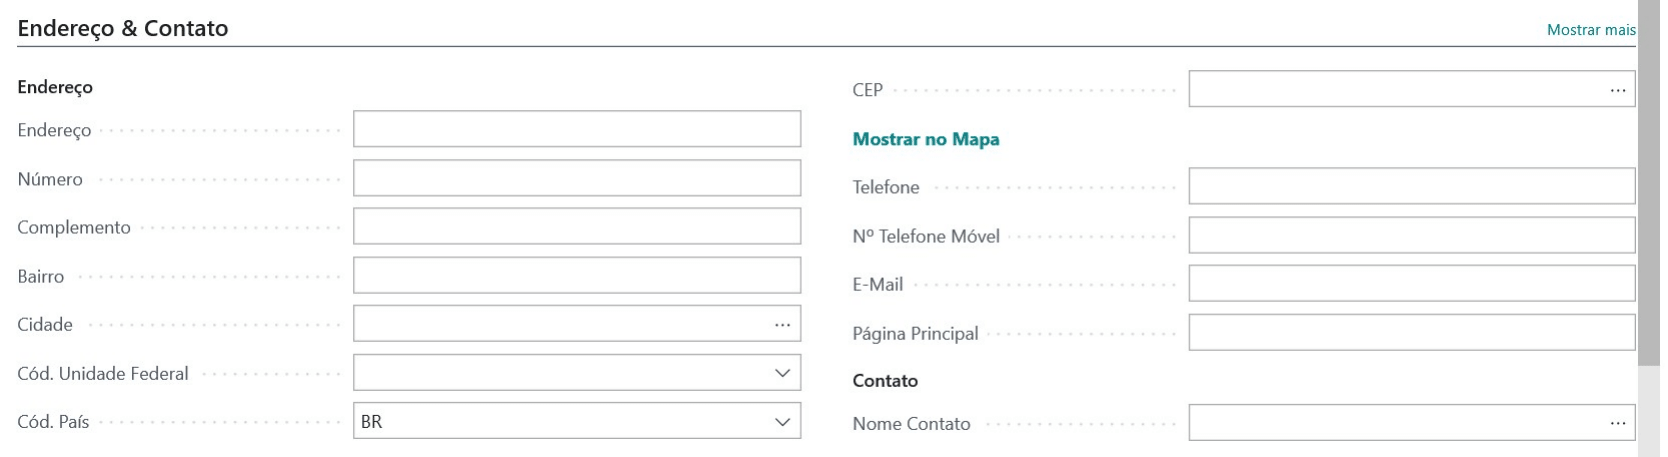 Endereço & Contato
Mostrar mais
Endereço
Endereço
Número
Complemento
Bairro
Cidade ...
Cód. Unidade Federal
Cód. País BR
CEP ...
Mostrar no Mapa
Telefone
Nº Telefone Móvel
E-Mail
Página Principal
Contato
Nome Contato ...